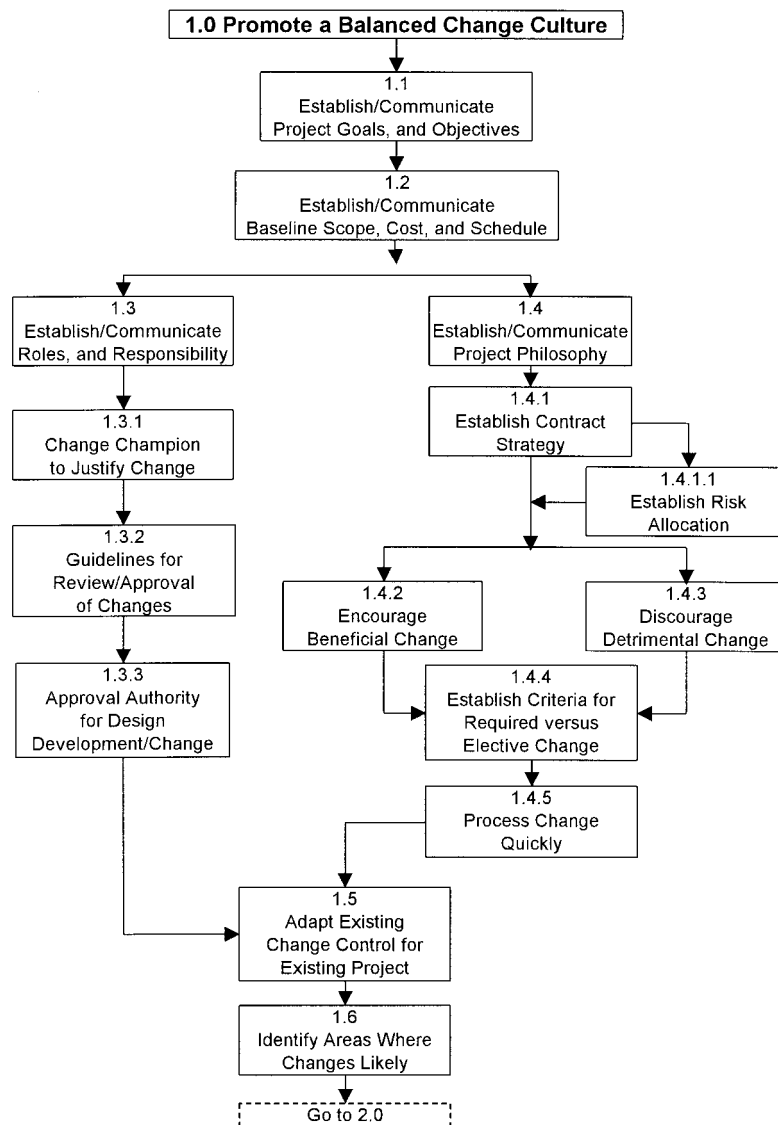 1.0 Promote a Balanced Change Culture
1.1
Establish/Communicate
Project Goals, and Objectives
1.2
Establish/Communicate
Baseline Scope, Cost, and Schedule
1.3
Establish/Communicate
Roles, and Responsibility
1.4
Establish/Communicate
Project Philosophy
1.3.1
Change Champion
to Justify Change
1.4.1
Establish Contract
Strategy
1.4.1.1
Establish Risk
Allocation
1.3.2
Guidelines for
Review/Approval
of Changes
1.4.2
Encourage
Beneficial Change
1.4.3
Discourage
Detrimental Change
1.3.3
Approval Authority
for Design
Development/Change
1.4.4
Establish Criteria for
Required versus
Elective Change
1.4.5
Process Change
Quickly
1.5
Adapt Existing
Change Control for
Existing Project
1.6
Identify Areas Where
Changes Likely
Go to 2.0